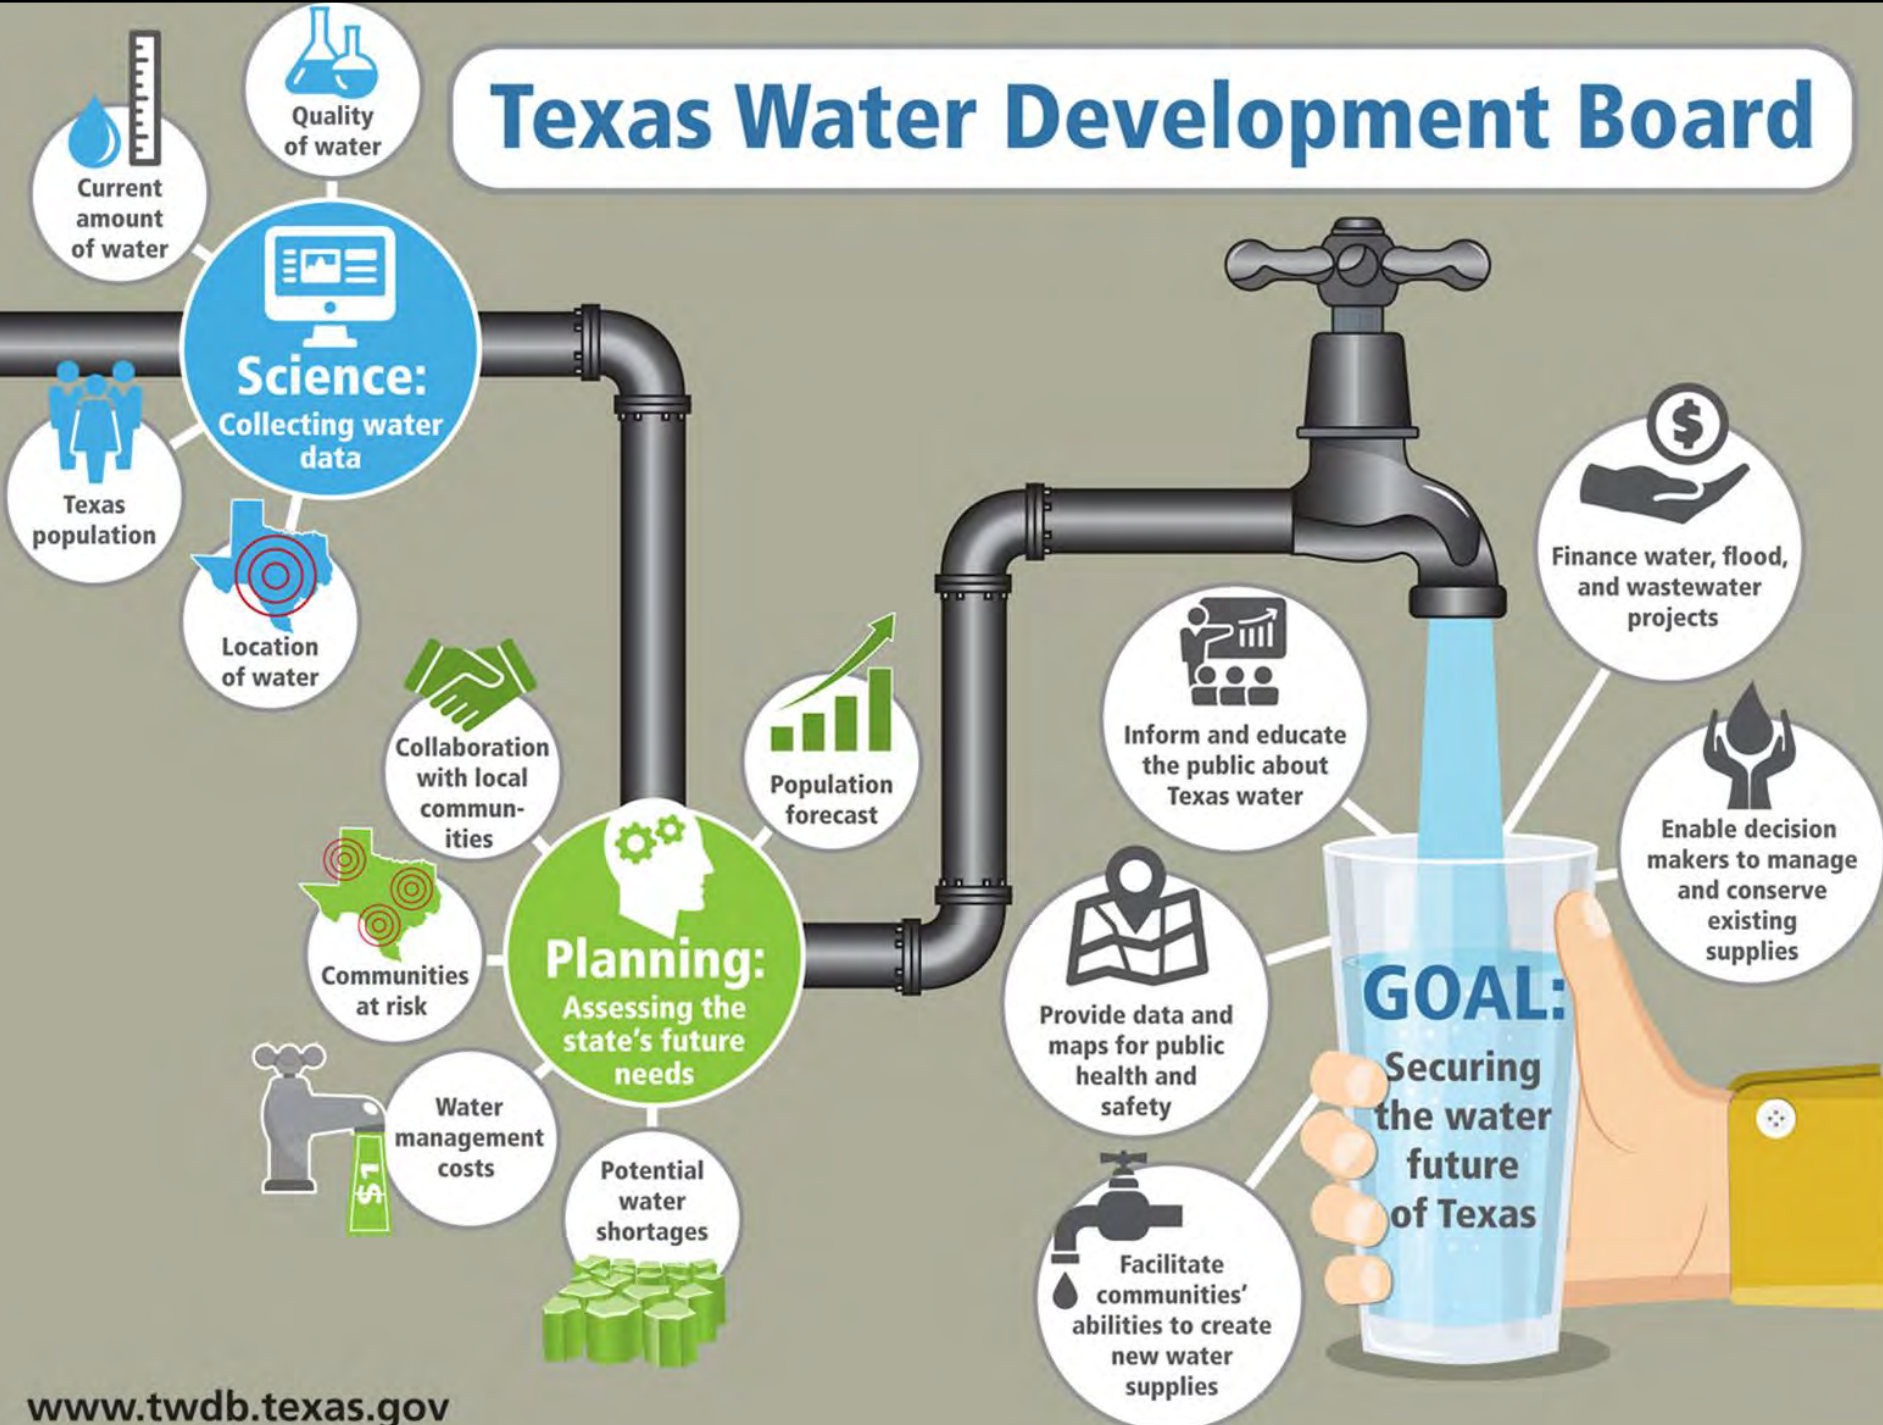 Texas Water Development Board
Quality
of water
Current
amount
of water
Science:
Collecting water
data
Texas
population
Location
of water
Collaboration
with local
commun-
ities
Population
forecast
Communities
at risk
Planning:
Assessing the
state's future
needs
Water
management
costs
$1
Potential
water
shortages
$
Finance water, flood,
and wastewater
projects
Inform and educate
the public about
Texas water
Enable decision
makers to manage
and conserve
existing
supplies
Provide data and
maps for public
health and
safety
Facilitate
communities'
abilities to create
new water
supplies
GOAL:
Securing
the water
future
of Texas
www.twdb.texas.gov